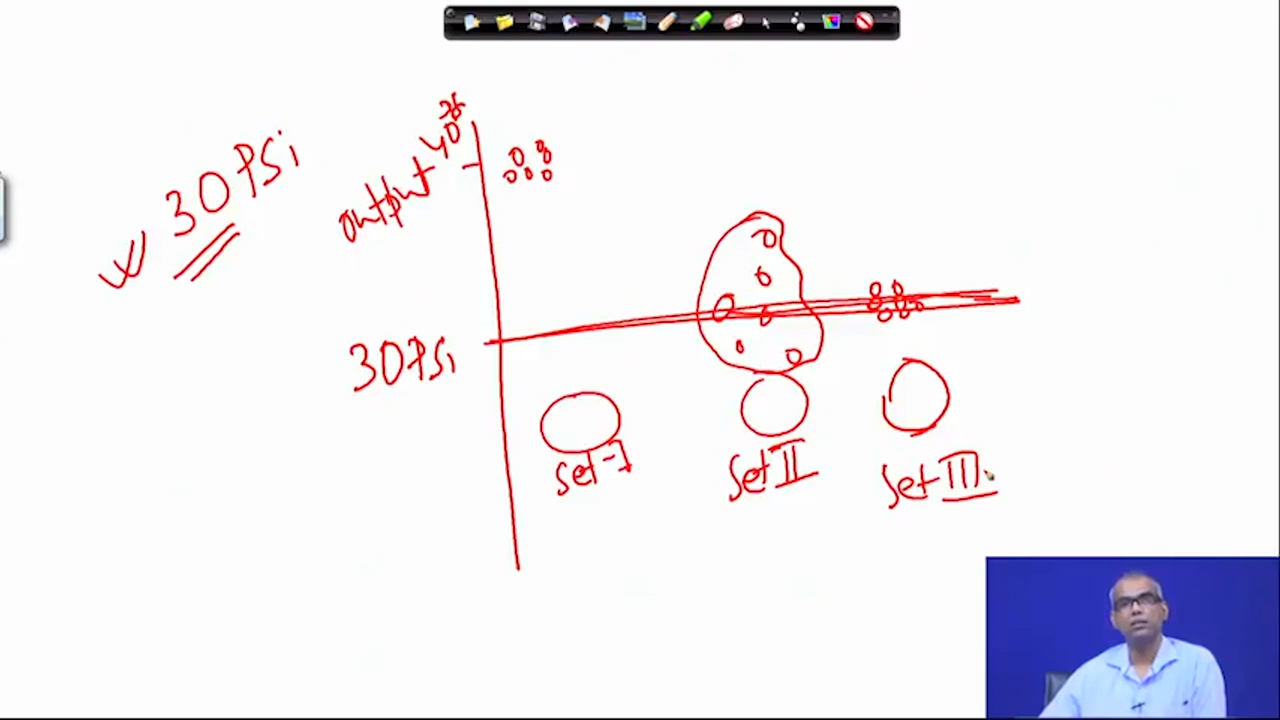 30 PSi
output
40
30 PSi
Set-I
Set II
Set III.